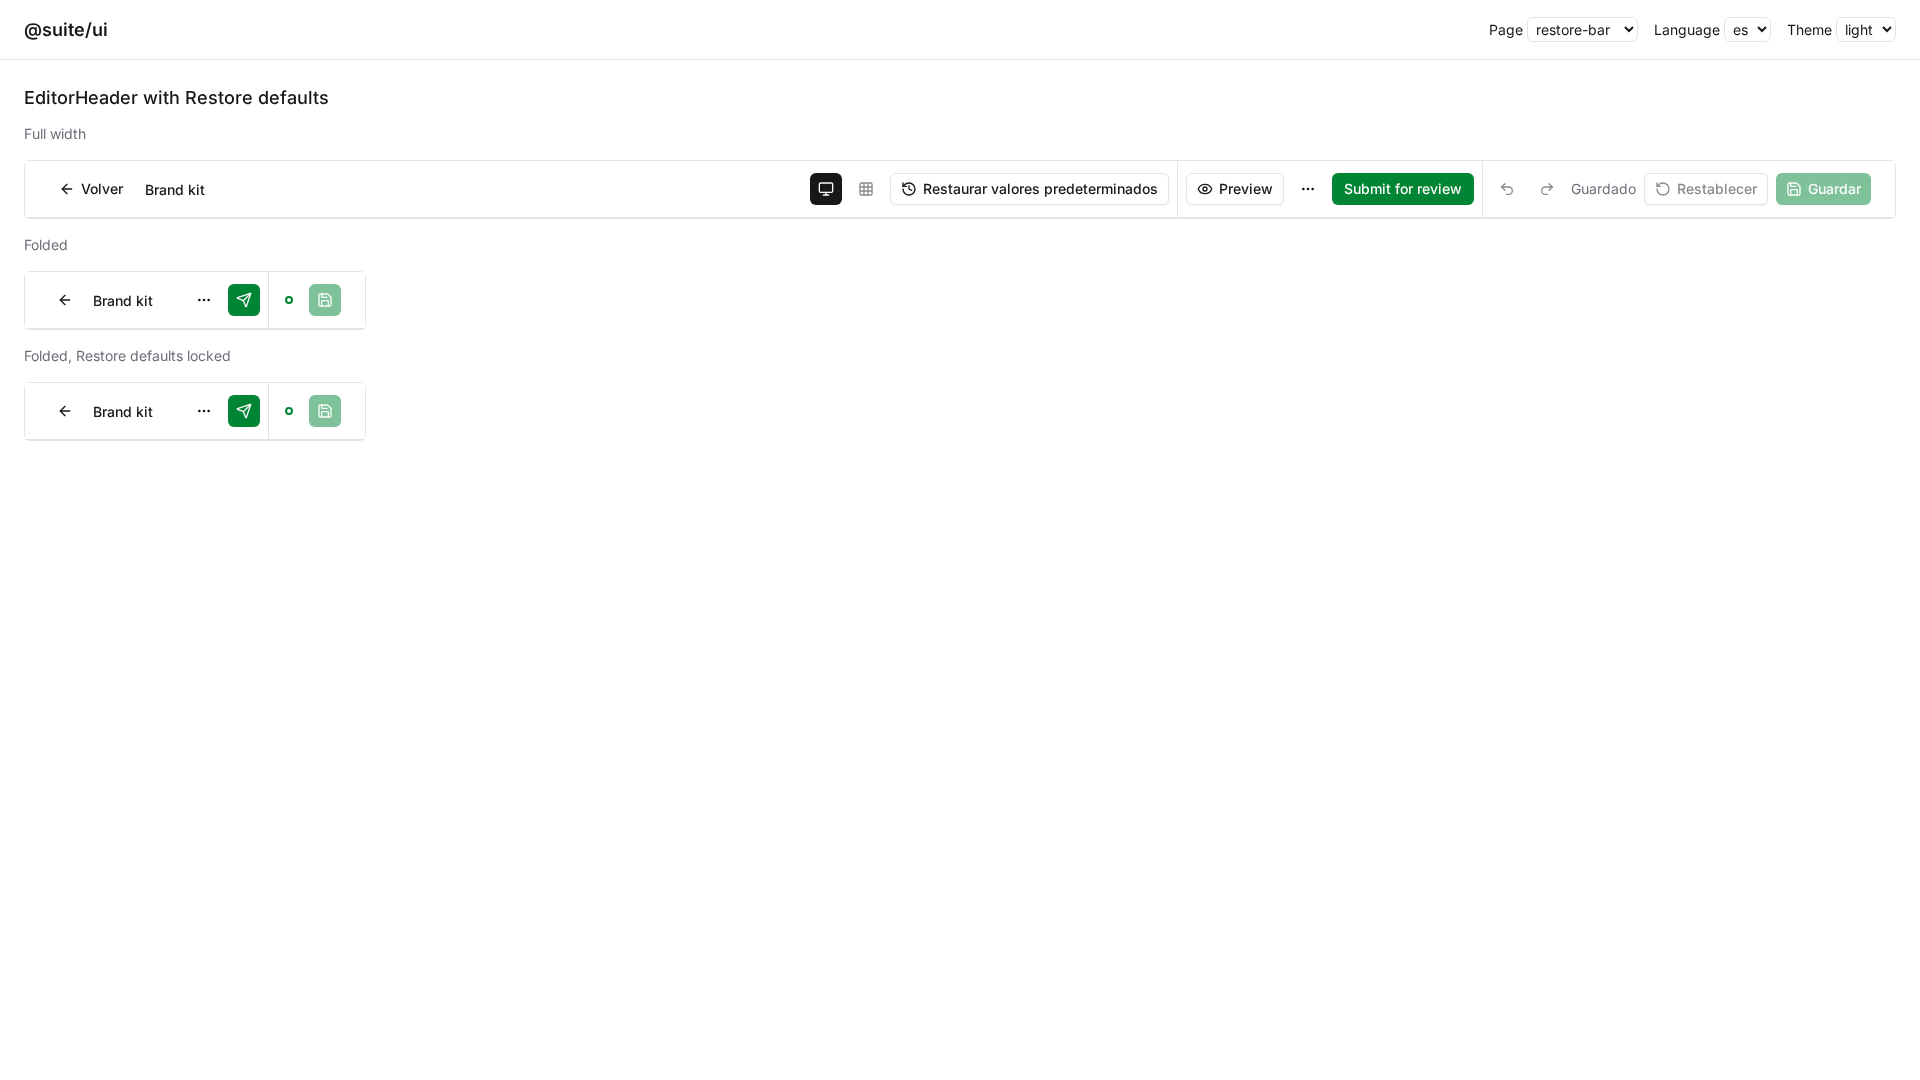 @suite/ui
Page restore-bar Language es Theme light
EditorHeader with Restore defaults
Full width
Volver Brand kit Restaurar valores predeterminados Preview Submit for review Guardado Restablecer Guardar
Folded
Brand kit
Folded, Restore defaults locked
Brand kit